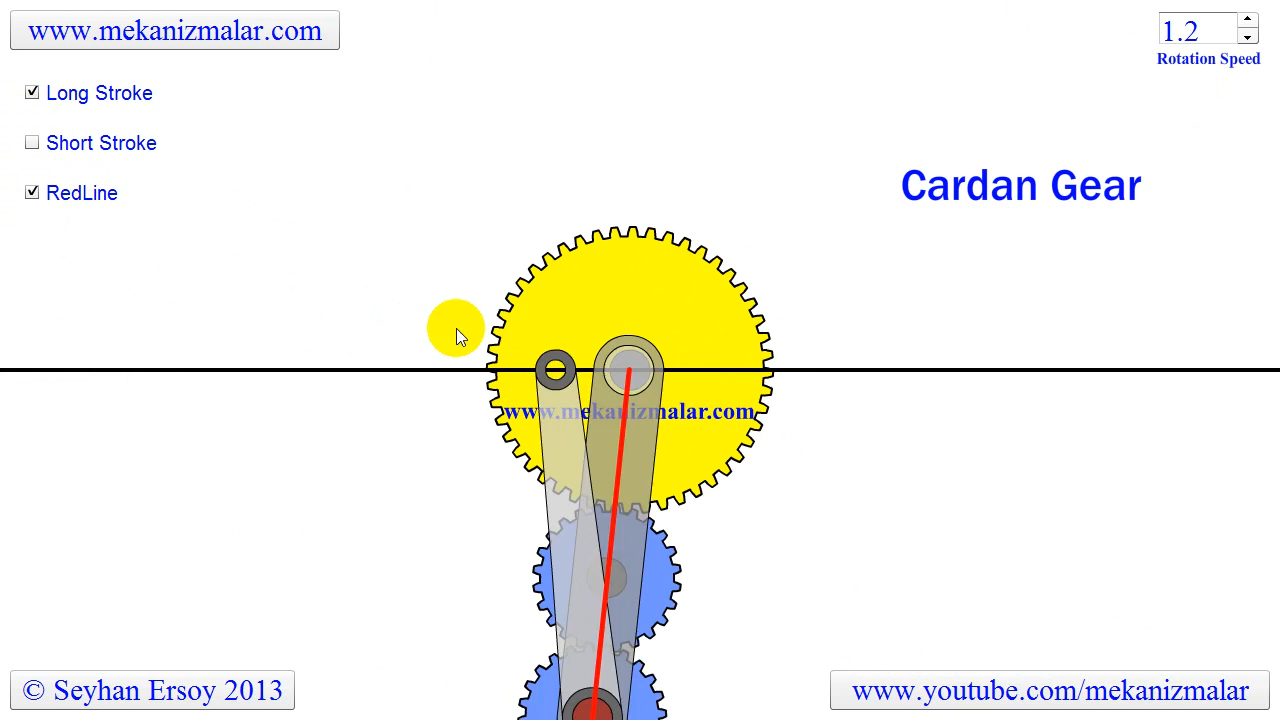 www.mekanizmalar.com
1.2
Rotation Speed
Long Stroke
Short Stroke
RedLine
Cardan Gear
www.mekanizmalar.com
© Seyhan Ersoy 2013
www.youtube.com/mekanizmalar